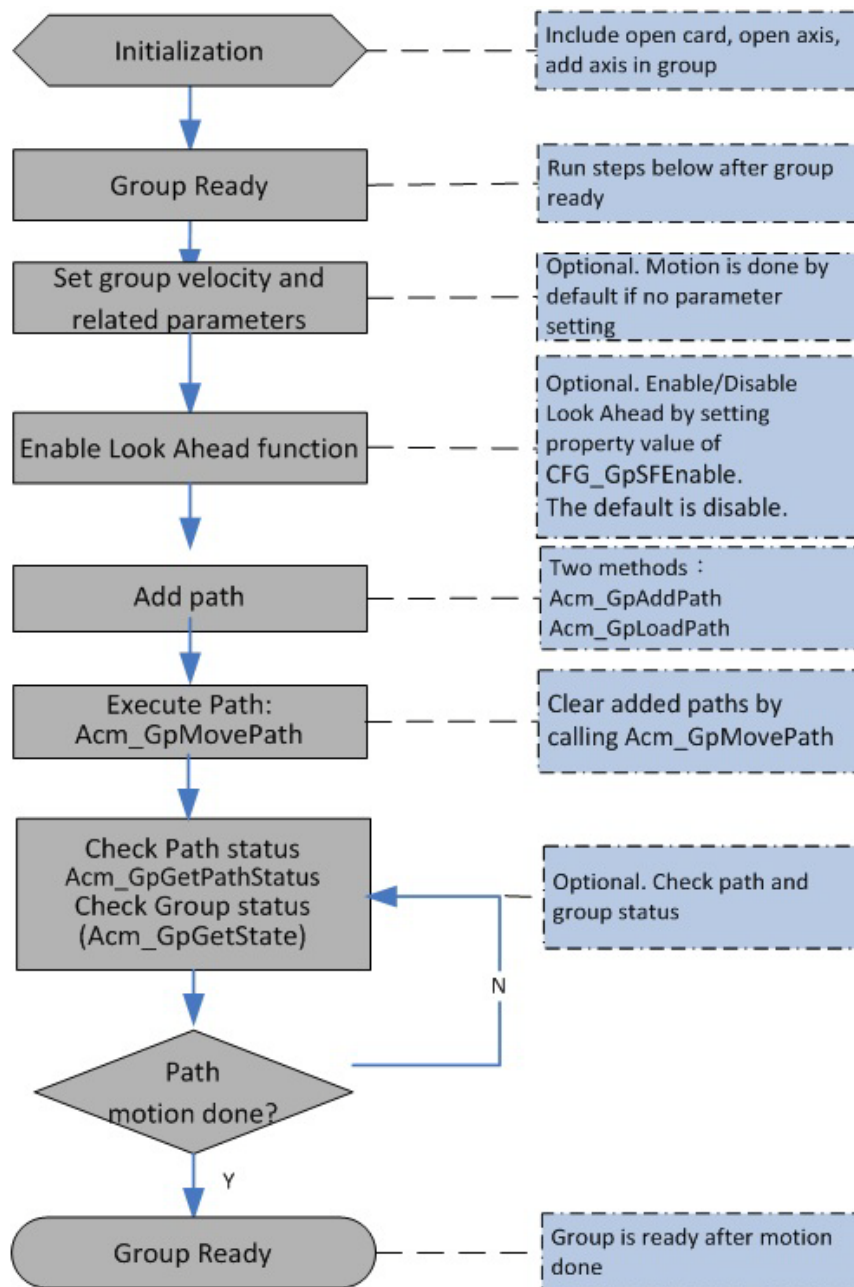 Initialization
Include open card, open axis,
add axis in group
Group Ready
Run steps below after group
ready
Set group velocity and
related parameters
Optional. Motion is done by
default if no parameter
setting
Enable Look Ahead function
Optional. Enable/Disable
Look Ahead by setting
property value of
CFG_GpSFEnable.
The default is disable.
Add path
Two methods：
Acm_GpAddPath
Acm_GpLoadPath
Execute Path:
Acm_GpMovePath
Clear added paths by
calling Acm_GpMovePath
Check Path status
Acm_GpGetPathStatus
Check Group status
(Acm_GpGetState)
Optional. Check path and
group status
N
Path
motion done?
Y
Group Ready
Group is ready after motion
done